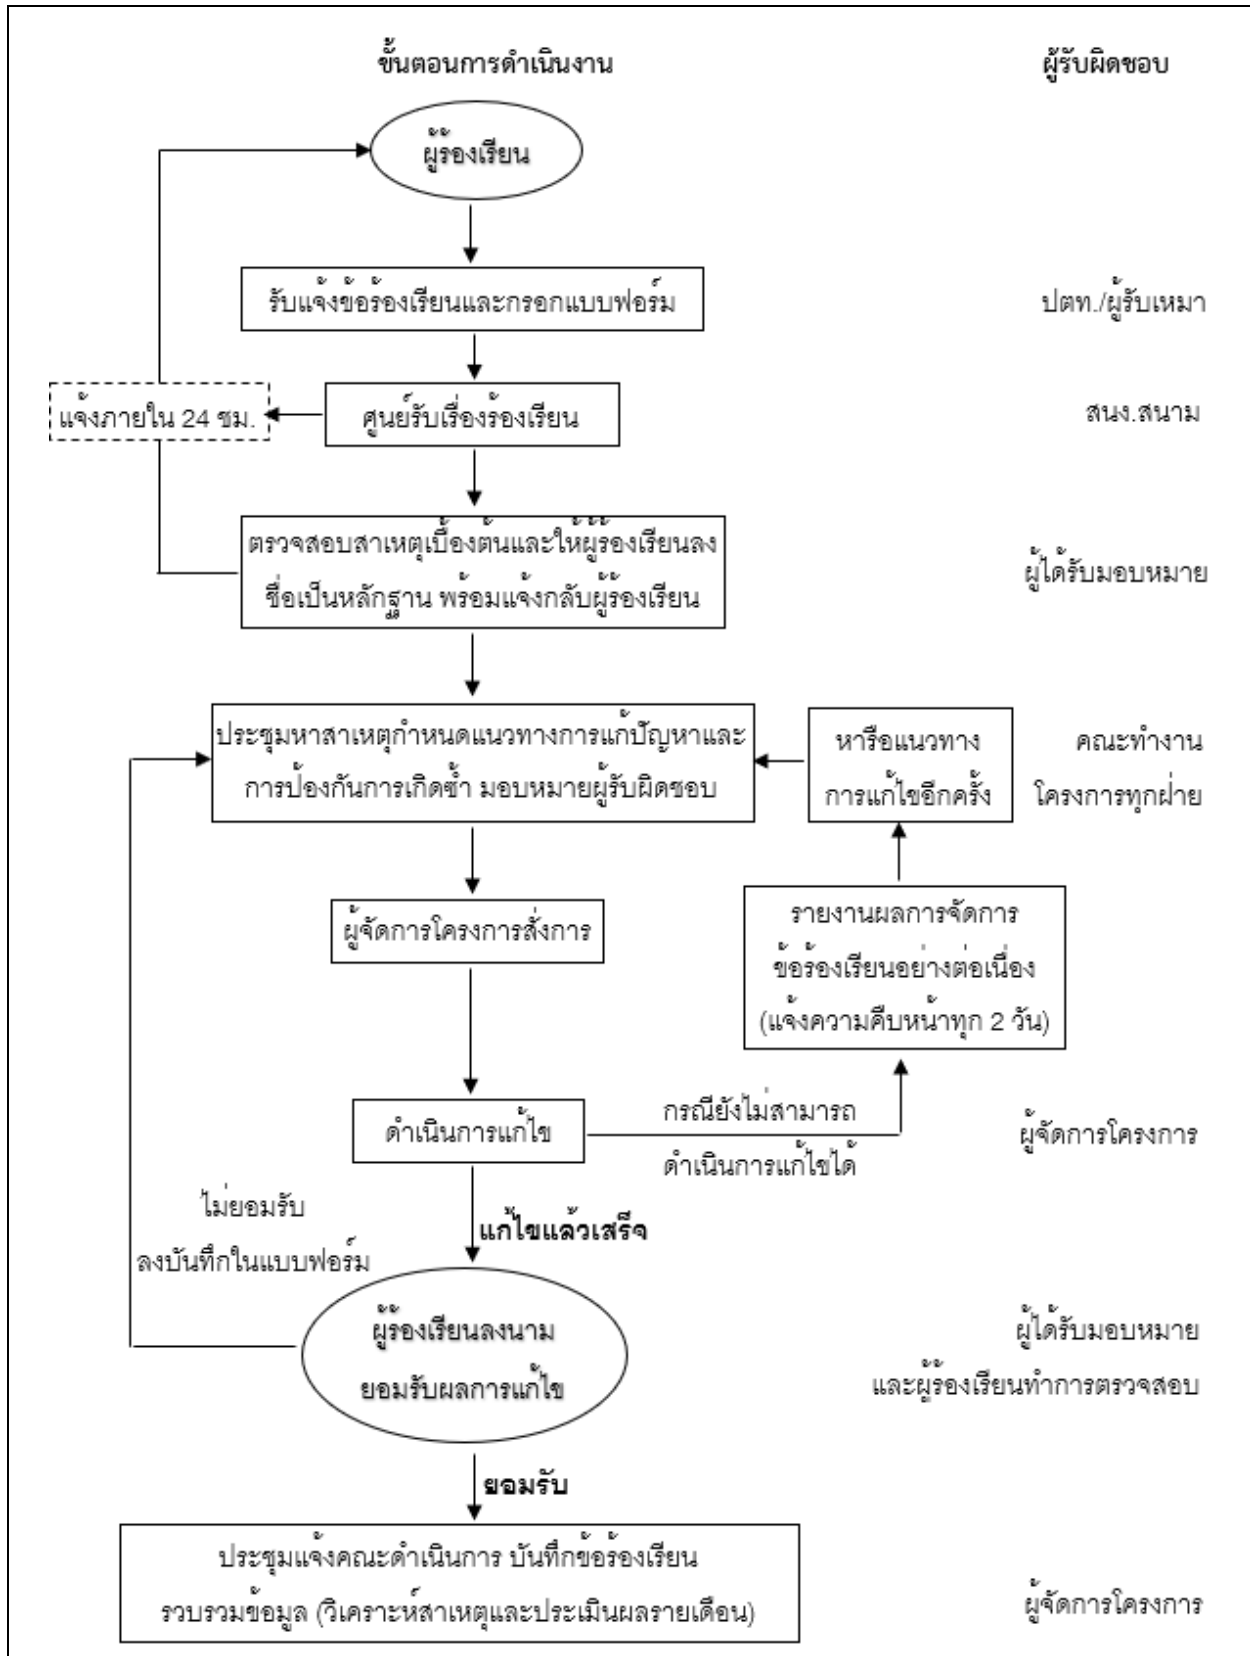 ขั้นตอนการดำเนินงาน
ผู้รับผิดชอบ
ผู้ร้องเรียน
รับแจ้งข้อร้องเรียนและกรอกแบบฟอร์ม
ปตท./ผู้รับเหมา
แจ้งภายใน 24 ชม.
ศูนย์รับเรื่องร้องเรียน
สนง.สนาม
ตรวจสอบสาเหตุเบื้องต้นและให้ผู้ร้องเรียนลง
ชื่อเป็นหลักฐาน พร้อมแจ้งกลับผู้ร้องเรียน
ผู้ได้รับมอบหมาย
ประชุมหาสาเหตุกำหนดแนวทางการแก้ปัญหาและ
การป้องกันการเกิดซ้ำ มอบหมายผู้รับผิดชอบ
หารือแนวทาง
การแก้ไขอีกครั้ง
คณะทำงาน
โครงการทุกฝ่าย
ผู้จัดการโครงการสั่งการ
รายงานผลการจัดการ
ข้อร้องเรียนอย่างต่อเนื่อง
(แจ้งความคืบหน้าทุก 2 วัน)
ดำเนินการแก้ไข
กรณียังไม่สามารถ
ดำเนินการแก้ไขได้
ผู้จัดการโครงการ
ไม่ยอมรับ
ลงบันทึกในแบบฟอร์ม
แก้ไขแล้วเสร็จ
ผู้ร้องเรียนลงนาม
ยอมรับผลการแก้ไข
ผู้ได้รับมอบหมาย
และผู้ร้องเรียนทำการตรวจสอบ
ยอมรับ
ประชุมแจ้งคณะดำเนินการ บันทึกข้อร้องเรียน
รวบรวมข้อมูล (วิเคราะห์สาเหตุและประเมินผลรายเดือน)
ผู้จัดการโครงการ